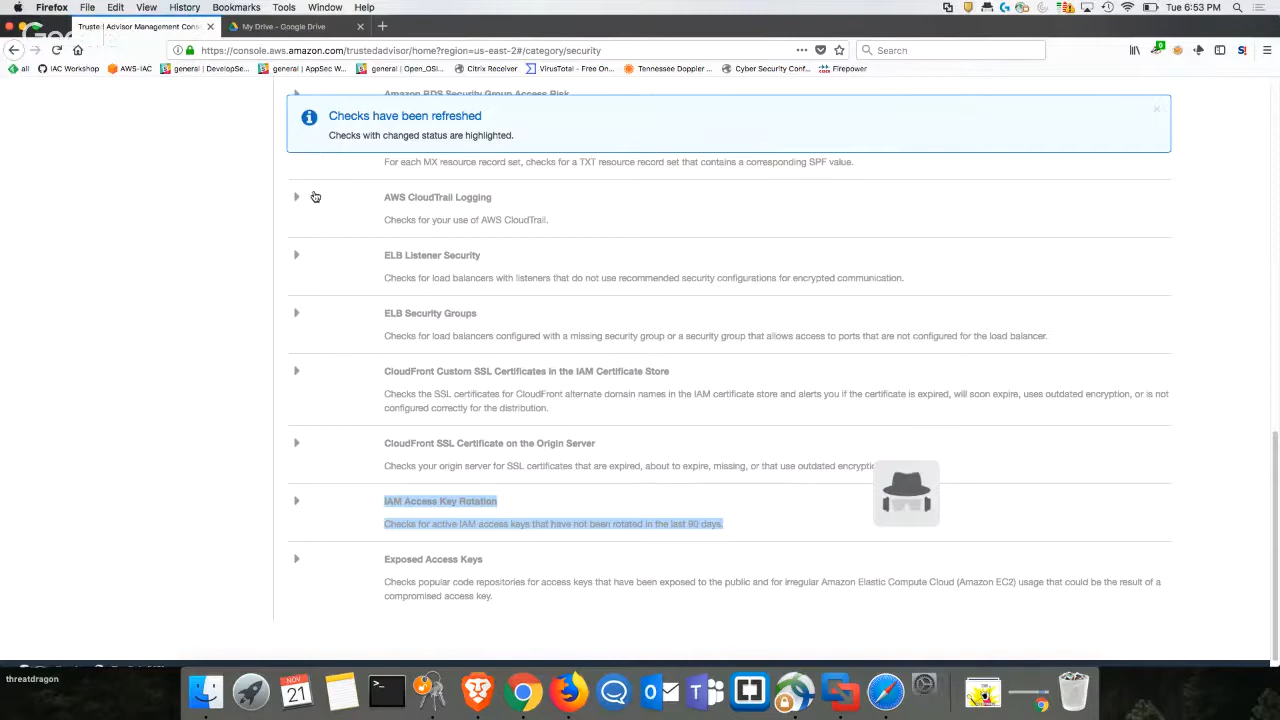 Firefox File Edit View History Bookmarks Tools Window Help
Tue 6:53 PM
Trusted Advisor Management Cons
My Drive - Google Drive
https://console.aws.amazon.com/trustedadvisor/home?region=us-east-2#/category/security
Search
all IAC Workshop AWS-IAC general | DevelopSe... general | AppSec W... general | Open_OSI... Citrix Receiver VirusTotal - Free On... Tennessee Doppler ... Cyber Security Conf... Firepower
Amazon RDS Security Group Access Risk
Checks have been refreshed
Checks with changed status are highlighted.
For each MX resource record set, checks for a TXT resource record set that contains a corresponding SPF value.
AWS CloudTrail Logging
Checks for your use of AWS CloudTrail.
ELB Listener Security
Checks for load balancers with listeners that do not use recommended security configurations for encrypted communication.
ELB Security Groups
Checks for load balancers configured with a missing security group or a security group that allows access to ports that are not configured for the load balancer.
CloudFront Custom SSL Certificates in the IAM Certificate Store
Checks the SSL certificates for CloudFront alternate domain names in the IAM certificate store and alerts you if the certificate is expired, will soon expire, uses outdated encryption, or is not
configured correctly for the distribution.
CloudFront SSL Certificate on the Origin Server
Checks your origin server for SSL certificates that are expired, about to expire, missing, or that use outdated encryptio
IAM Access Key Rotation
Checks for active IAM access keys that have not been rotated in the last 90 days.
Exposed Access Keys
Checks popular code repositories for access keys that have been exposed to the public and for irregular Amazon Elastic Compute Cloud (Amazon EC2) usage that could be the result of a
compromised access key.
threatdragon
NOV
21